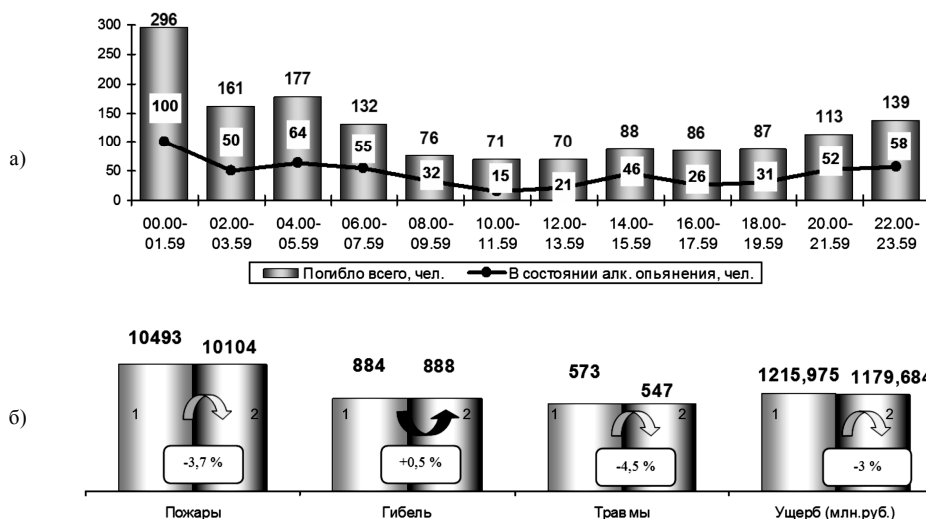 а)
300
250
200
150
100
50
0
296 161 177 132 76 71 70 88 86 87 113 139
100 50 64 55 32 15 21 46 26 31 52 58
00.00- 02.00- 04.00- 06.00- 08.00- 10.00- 12.00- 14.00- 16.00- 18.00- 20.00- 22.00-
01.59 03.59 05.59 07.59 09.59 11.59 13.59 15.59 17.59 19.59 21.59 23.59
Погибло всего, чел. В состоянии алк. опьянения, чел.
б)
10493 10104 884 888 573 547 1215,975 1179,684
1 2 1 2 1 2 1 2
-3,7 % +0,5 % -4,5 % -3 %
Пожары Гибель Травмы Ущерб (млн.руб.)